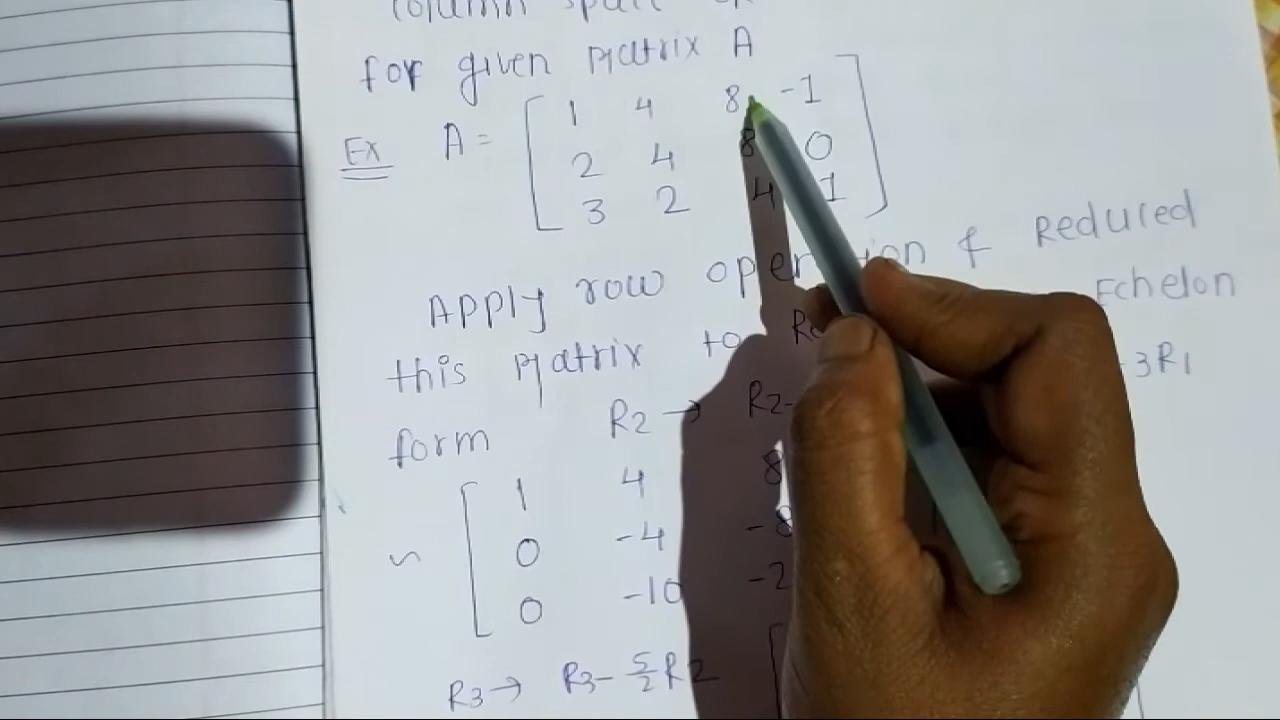 for given Matrix A
Ex A = [ 1 4 8 -1
2 4 8 0
3 2 4 1 ]
Apply row & Reduced
this Matrix to Echelon
form R2 → R2- 3R1
~ [ 1 4 8
0 -4 -8
0 -10 -2
R3 → R3 - 5/2 R2